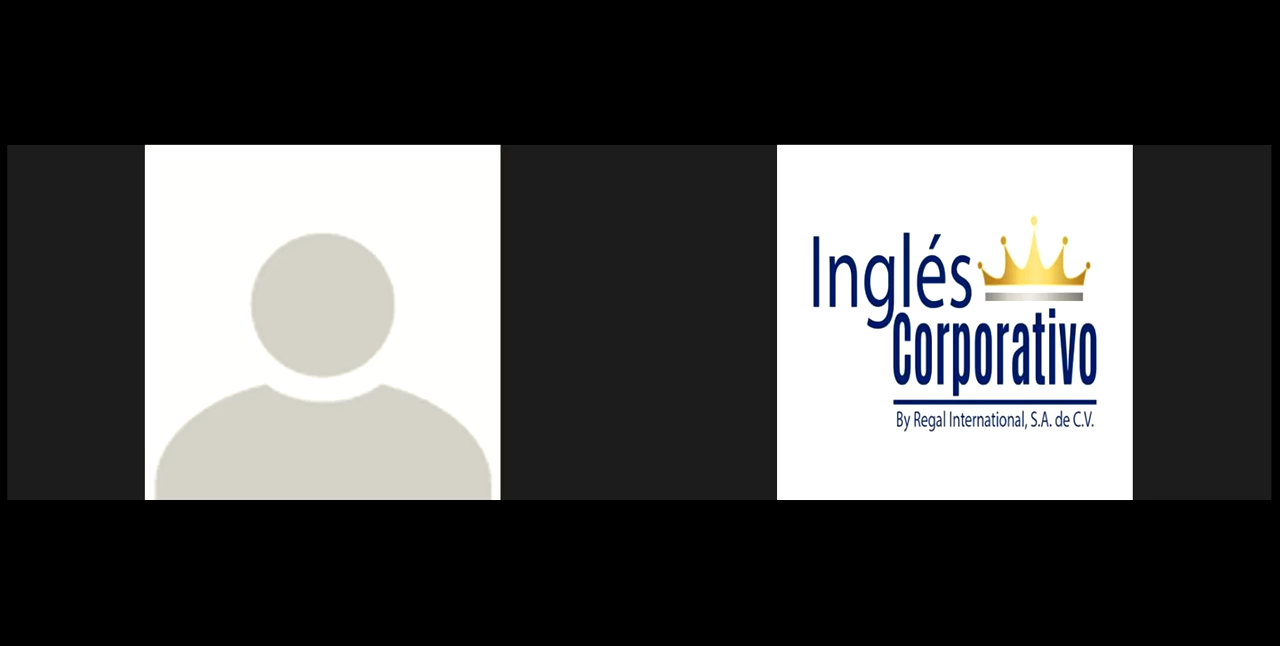 Inglés
Corporativo
By Regal International, S.A. de C.V.